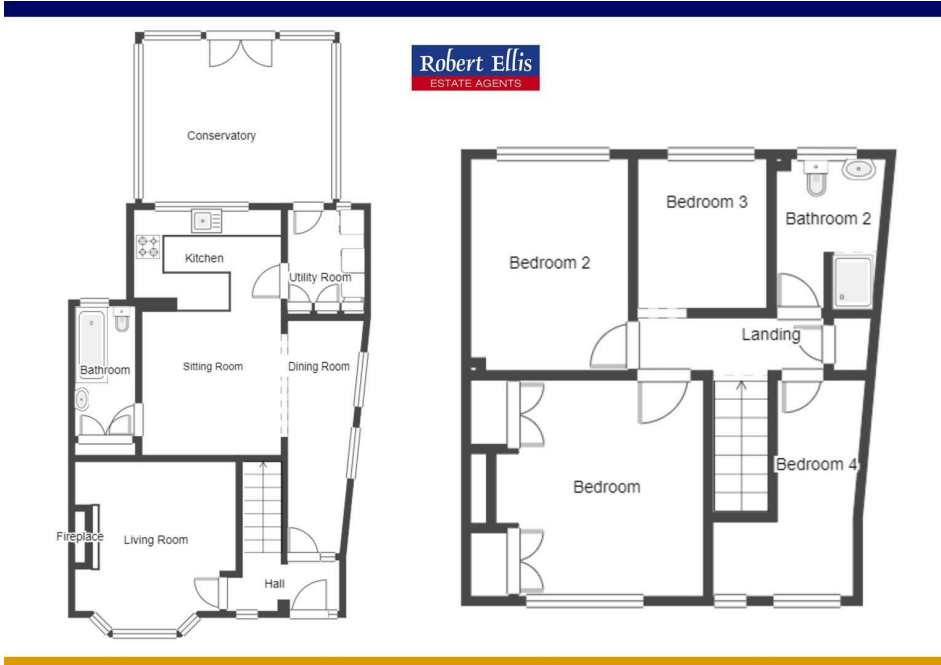 Robert Ellis
ESTATE AGENTS
Conservatory
Kitchen
Utility Room
Bathroom
Sitting Room
Dining Room
Fireplace
Living Room
Hall
Bedroom 3
Bathroom 2
Bedroom 2
Landing
Bedroom 4
Bedroom